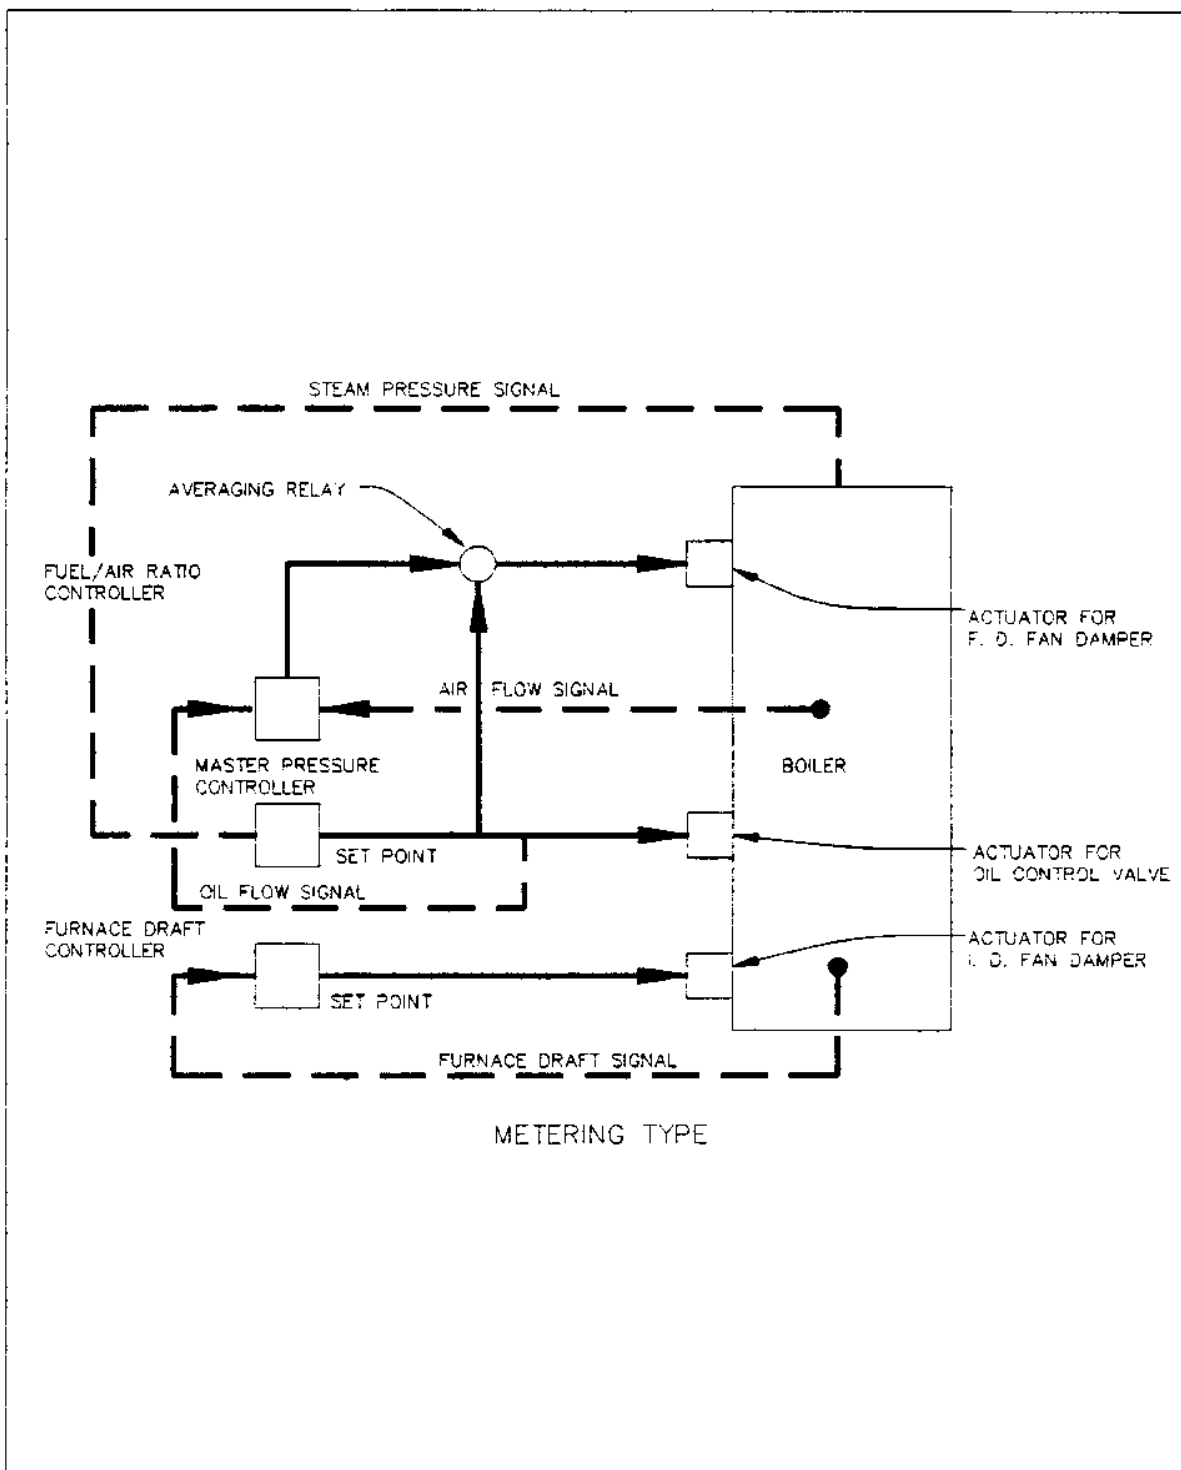 STEAM PRESSURE SIGNAL
AVERAGING RELAY
FUEL/AIR RATIO
CONTROLLER
ACTUATOR FOR
F. D. FAN DAMPER
AIR FLOW SIGNAL
MASTER PRESSURE
CONTROLLER
BOILER
SET POINT
ACTUATOR FOR
OIL CONTROL VALVE
OIL FLOW SIGNAL
FURNACE DRAFT
CONTROLLER
ACTUATOR FOR
I. D. FAN DAMPER
SET POINT
FURNACE DRAFT SIGNAL
METERING TYPE